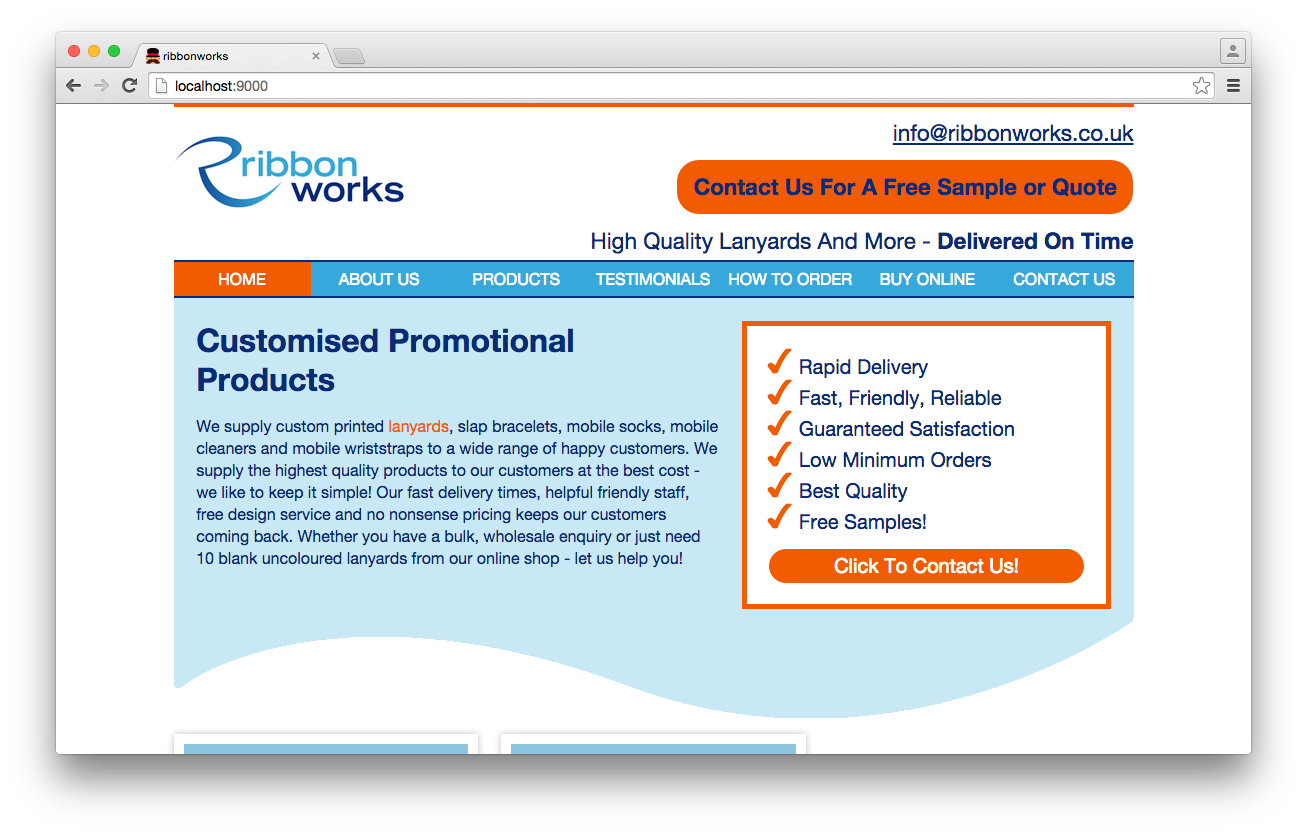 ribbonworks
localhost:9000
info@ribbonworks.co.uk
ribbon
works
Contact Us For A Free Sample or Quote
High Quality Lanyards And More - Delivered On Time
HOME ABOUT US PRODUCTS TESTIMONIALS HOW TO ORDER BUY ONLINE CONTACT US
Customised Promotional
Products
We supply custom printed lanyards, slap bracelets, mobile socks, mobile
cleaners and mobile wriststraps to a wide range of happy customers. We
supply the highest quality products to our customers at the best cost -
we like to keep it simple! Our fast delivery times, helpful friendly staff,
free design service and no nonsense pricing keeps our customers
coming back. Whether you have a bulk, wholesale enquiry or just need
10 blank uncoloured lanyards from our online shop - let us help you!
Rapid Delivery
Fast, Friendly, Reliable
Guaranteed Satisfaction
Low Minimum Orders
Best Quality
Free Samples!
Click To Contact Us!